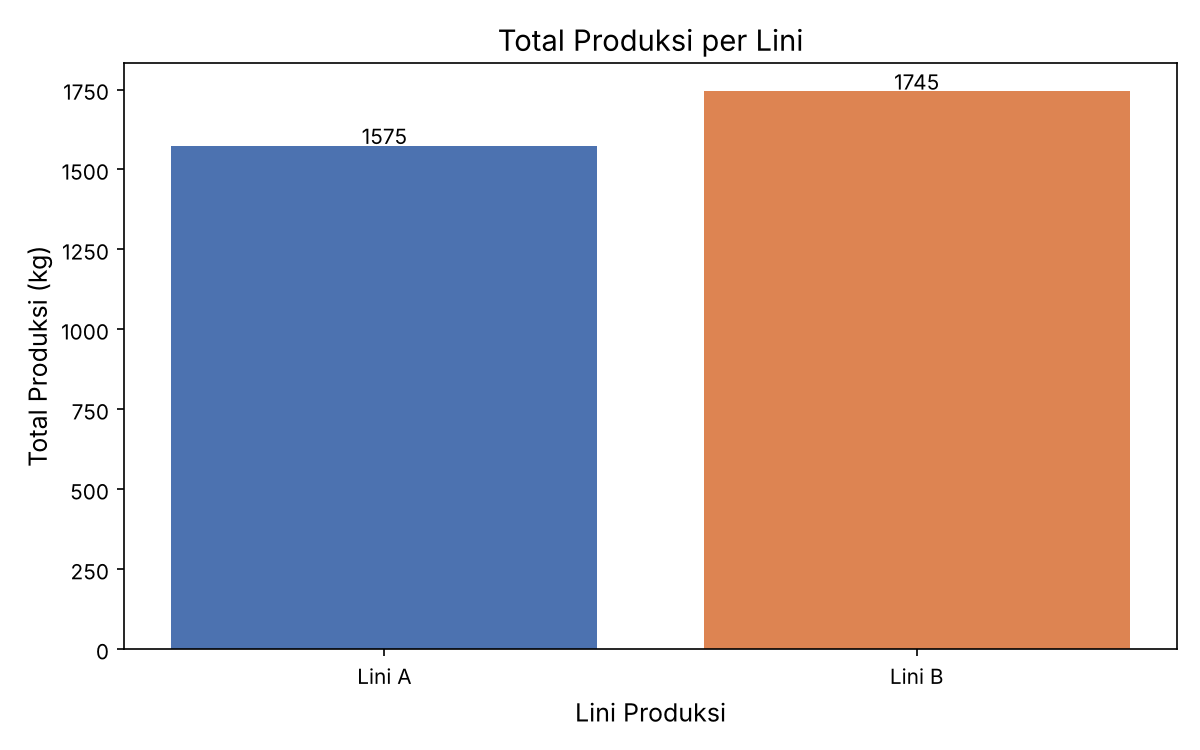 Total Produksi per Lini
Total Produksi (kg)
1750
1500
1250
1000
750
500
250
0
1575
1745
Lini A
Lini B
Lini Produksi